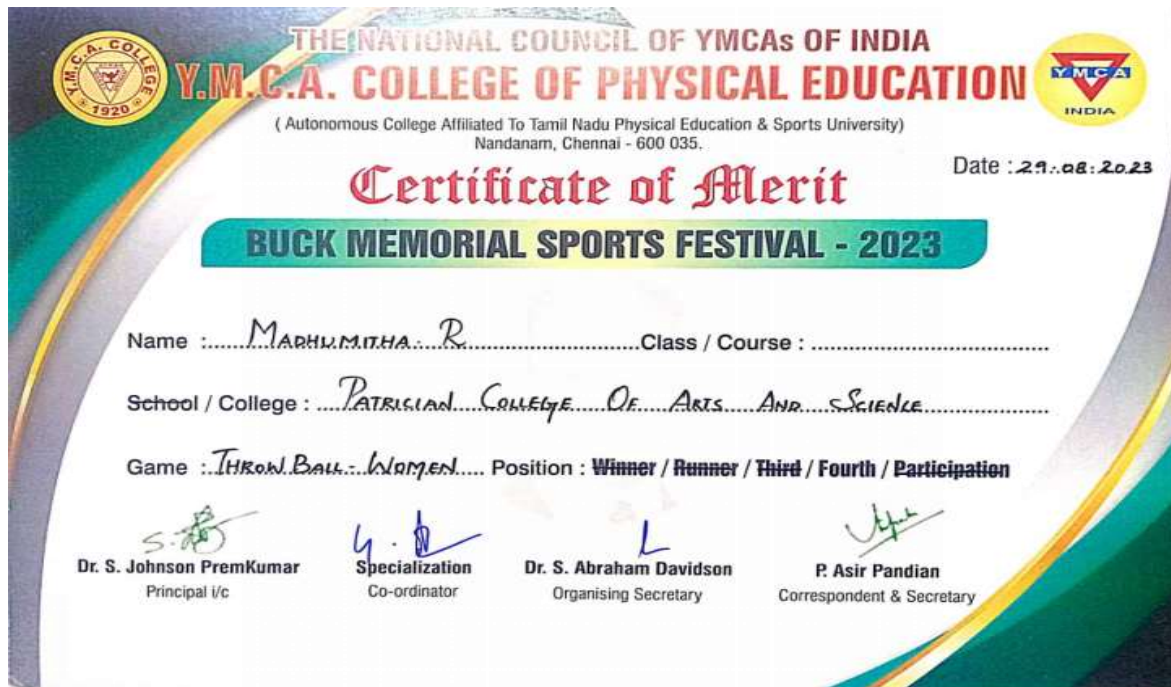 THE NATIONAL COUNCIL OF YMCAs OF INDIA
Y.M.C.A. COLLEGE
1920
Y.M.C.A. COLLEGE OF PHYSICAL EDUCATION
YMCA
INDIA
( Autonomous College Affiliated To Tamil Nadu Physical Education & Sports University)
Nandanam, Chennai - 600 035.
Date : 29.08.2023
Certificate of Merit
BUCK MEMORIAL SPORTS FESTIVAL - 2023
Name : MADHUMITHA. R Class / Course :
School / College : PATRICIAN COLLEGE OF ARTS AND SCIENCE
Game : THROW BALL - WOMEN Position : Winner / Runner / Third / Fourth / Participation
Dr. S. Johnson PremKumar Specialization Dr. S. Abraham Davidson P. Asir Pandian
Principal i/c Co-ordinator Organising Secretary Correspondent & Secretary